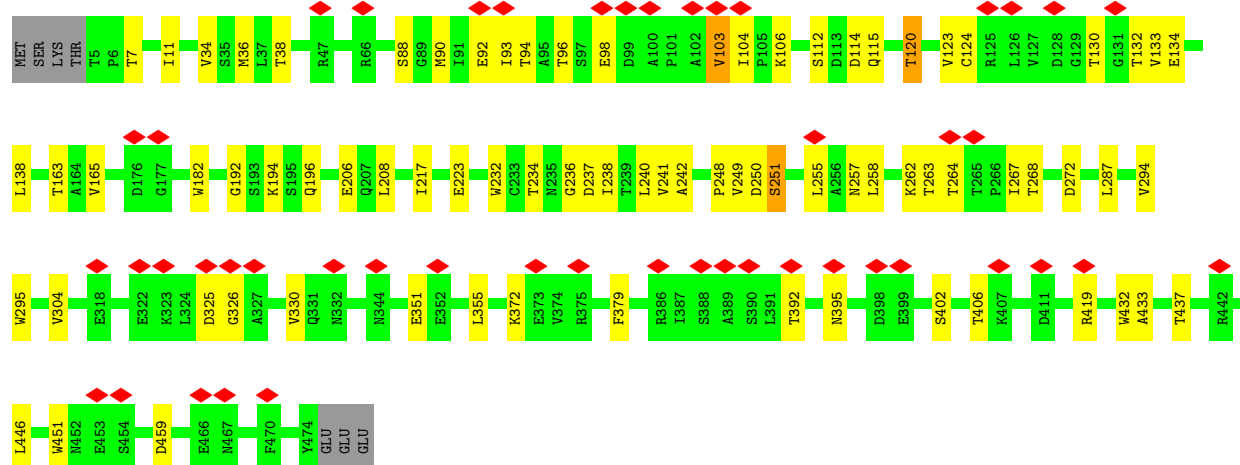 MET SER LYS THR T5 P6 T7 I11 V34 S35 M36 L37 T38 R47 R66 S88 G89 M90 I91 E92 I93 T94 A95 T96 S97 E98 D99 A100 P101 A102 V103 I104 P105 K106 S112 D113 D114 Q115 T120 V123 C124 R125 L126 V127 D128 G129 T130 G131 T132 V133 E134
L138 T163 A164 V165 D176 G177 W182 G192 S193 K194 S195 Q196 E206 Q207 L208 I217 E223 W232 C233 T234 N235 G236 D237 I238 T239 L240 V241 A242 P248 V249 D250 S251 L255 A256 N257 L258 K262 T263 T264 T265 P266 I267 T268 D272 L287 V294
W295 V304 E318 E322 K323 L324 D325 G326 A327 V330 Q331 N332 N344 E351 E352 L355 K372 E373 V374 R375 F379 R386 I387 S388 A389 S390 L391 T392 N395 D398 E399 S402 T406 K407 D411 R419 W432 A433 T437 R442
L446 W451 N452 E453 S454 D459 E466 N467 F470 Y474 GLU GLU GLU